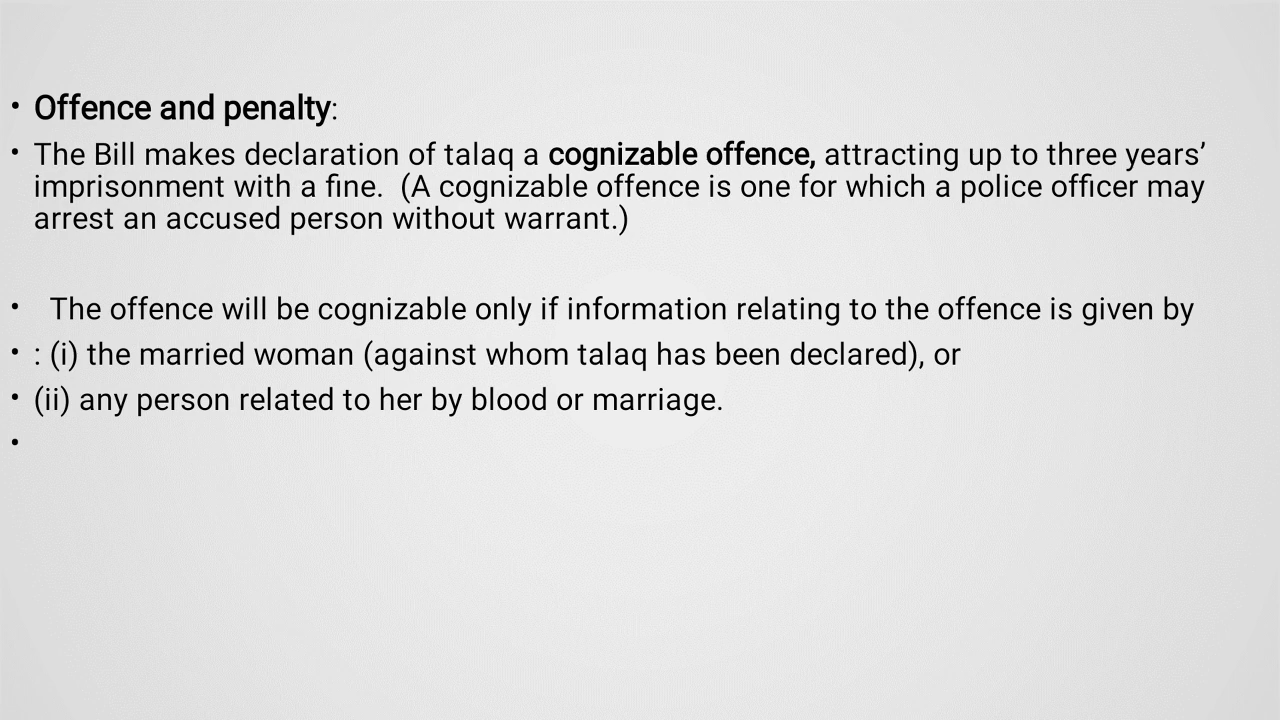 • Offence and penalty:
• The Bill makes declaration of talaq a cognizable offence, attracting up to three years’
imprisonment with a fine.  (A cognizable offence is one for which a police officer may
arrest an accused person without warrant.)
•   The offence will be cognizable only if information relating to the offence is given by
• : (i) the married woman (against whom talaq has been declared), or
• (ii) any person related to her by blood or marriage.
•